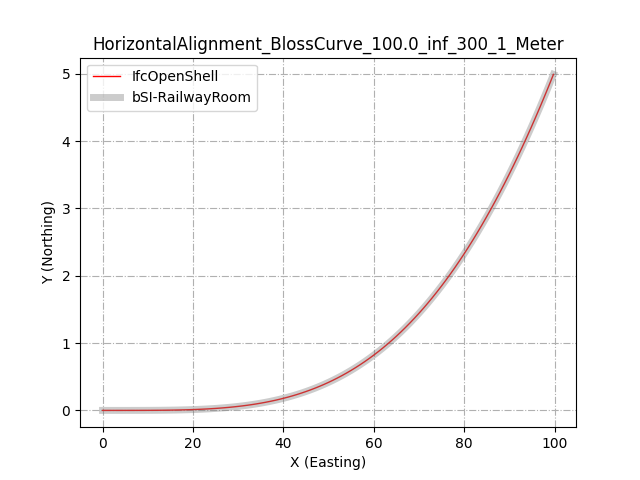 HorizontalAlignment_BlossCurve_100.0_inf_300_1_Meter
IfcOpenShell
bSI-RailwayRoom
5
4
3
2
1
0
Y (Northing)
0 20 40 60 80 100
X (Easting)